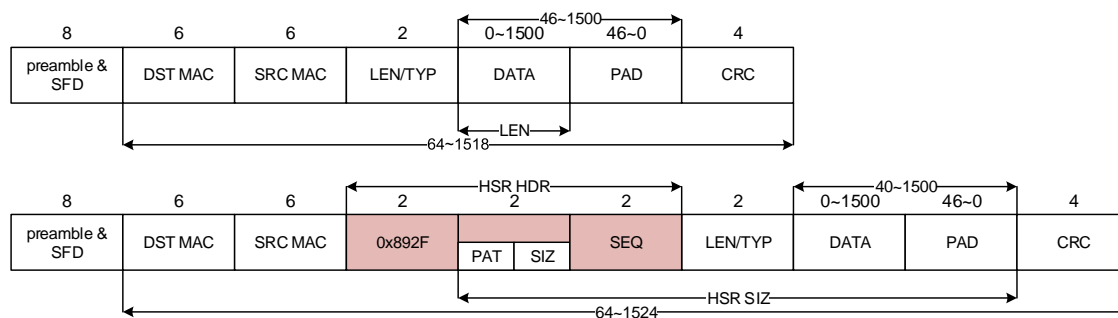 46~1500
8 6 6 2 0~1500 46~0 4
preamble & SFD DST MAC SRC MAC LEN/TYP DATA PAD CRC
LEN
64~1518
HSR HDR 40~1500
8 6 6 2 2 2 2 0~1500 46~0 4
preamble & SFD DST MAC SRC MAC 0x892F PAT SIZ SEQ LEN/TYP DATA PAD CRC
HSR SIZ
64~1524